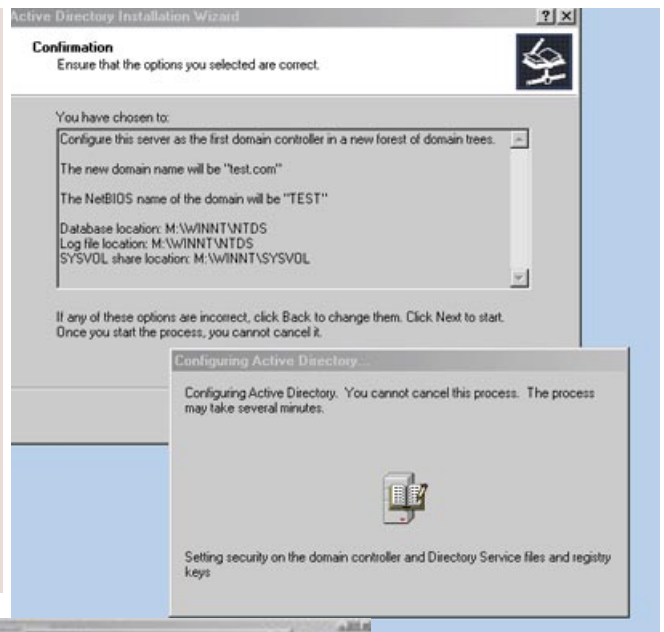 Active Directory Installation Wizard
Confirmation
Ensure that the options you selected are correct.
You have chosen to:
Configure this server as the first domain controller in a new forest of domain trees.
The new domain name will be "test.com"
The NetBIOS name of the domain will be "TEST"
Database location: M:\WINNT\NTDS
Log file location: M:\WINNT\NTDS
SYSVOL share location: M:\WINNT\SYSVOL
If any of these options are incorrect, click Back to change them. Click Next to start.
Once you start the process, you cannot cancel it.
Configuring Active Directory...
Configuring Active Directory. You cannot cancel this process. The process
may take several minutes.
Setting security on the domain controller and Directory Service files and registry
keys